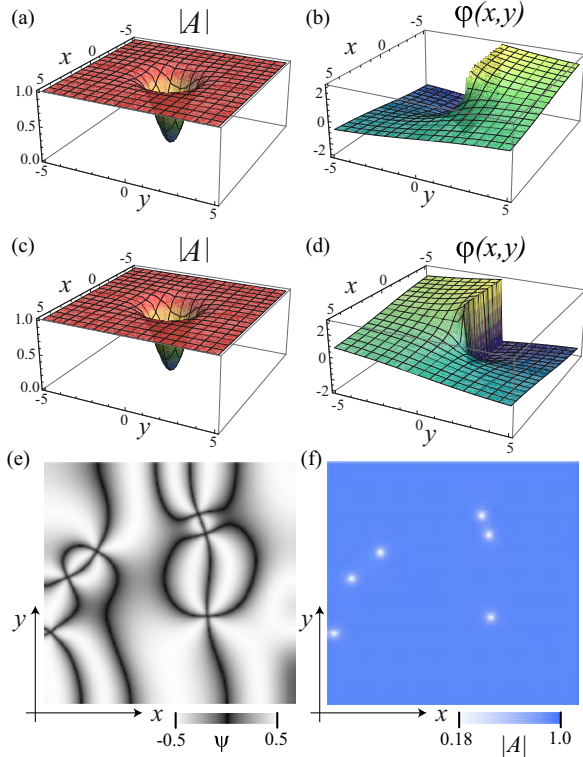 (a) |A| (b) φ(x,y)
x 0 -5 5
1.0 0.5 0.0
-5 0 y 5
x 0 -5 5
2 0 -2
-5 0 y 5
(c) |A| (d) φ(x,y)
x 0 -5 5
1.0 0.5 0.0
-5 0 y 5
x 0 -5 5
2 0 -2
-5 0 y 5
(e) (f)
y x
-0.5 ψ 0.5
y x
0.18 |A| 1.0